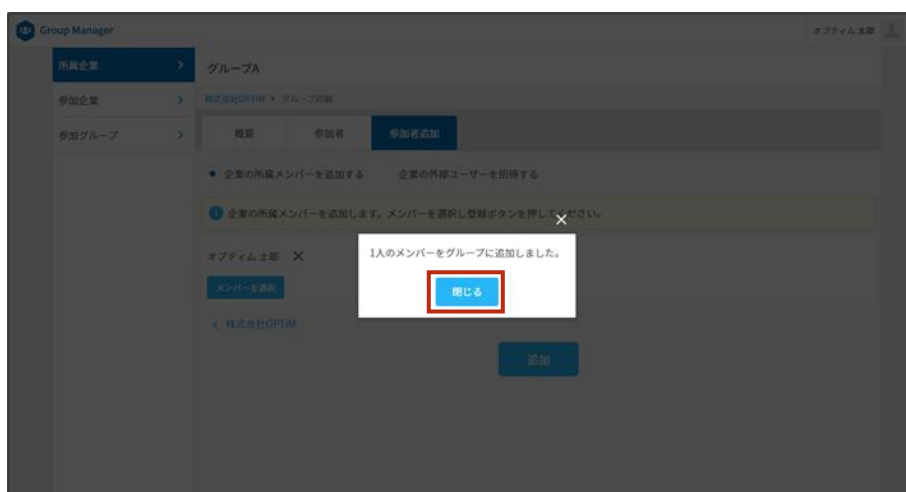 Group Manager
オプティム 太郎
所属企業
参加企業
参加グループ
グループA
株式会社OPTiM > グループ詳細
概要 参加者 参加者追加
企業の所属メンバーを追加する 企業の外部ユーザーを招待する
企業の所属メンバーを追加します。メンバーを選択し登録ボタンを押してください。
オプティム 士郎 ×
1人のメンバーをグループに追加しました。
メンバーを選択
閉じる
株式会社OPTiM
追加